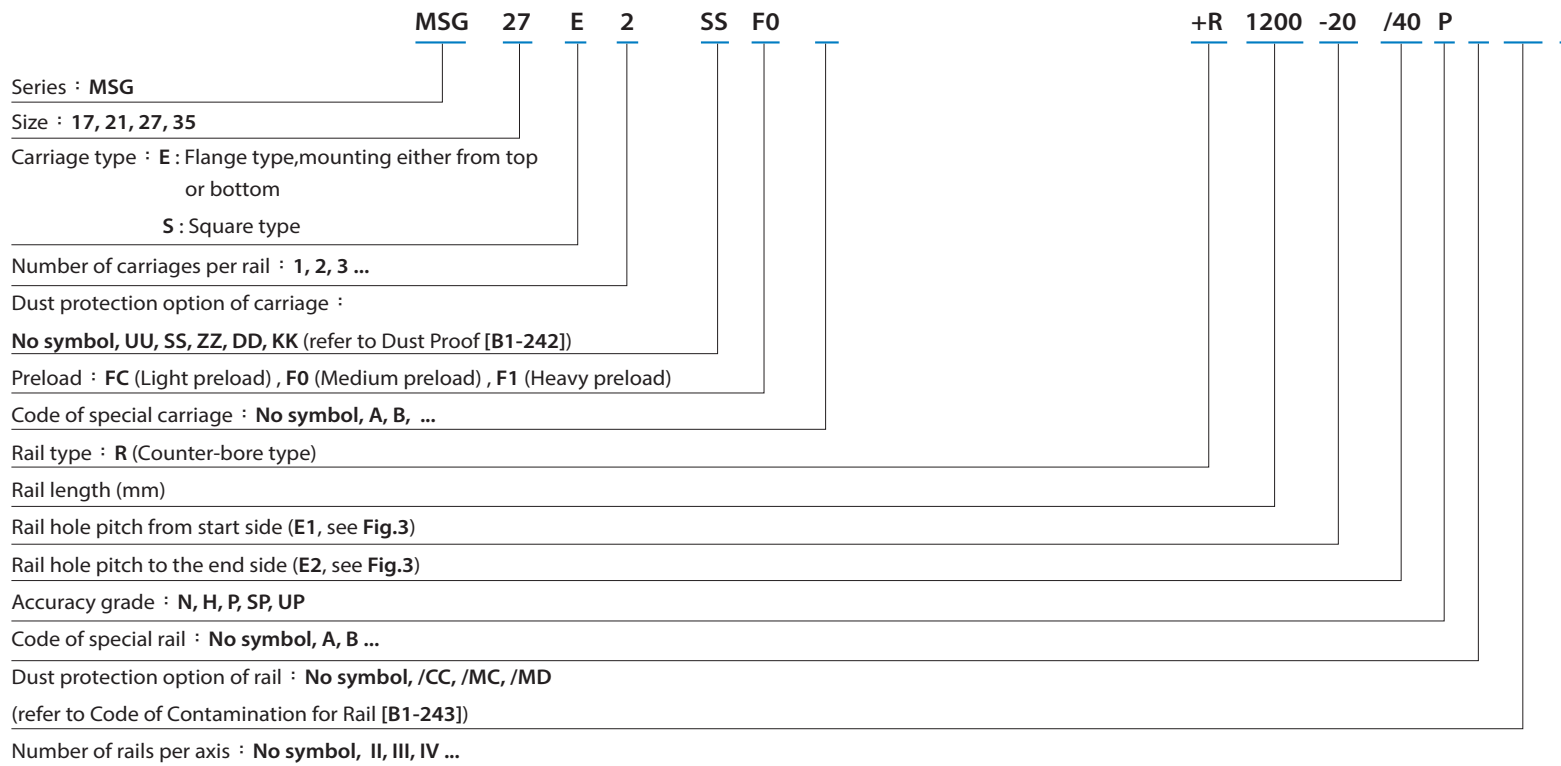 MSG 27 E 2 SS F0 +R 1200 -20 /40 P
Series：MSG
Size：17, 21, 27, 35
Carriage type：E : Flange type,mounting either from top
or bottom
S : Square type
Number of carriages per rail：1, 2, 3 ...
Dust protection option of carriage：
No symbol, UU, SS, ZZ, DD, KK (refer to Dust Proof [B1-242])
Preload：FC (Light preload) , F0 (Medium preload) , F1 (Heavy preload)
Code of special carriage：No symbol, A, B, ...
Rail type：R (Counter-bore type)
Rail length (mm)
Rail hole pitch from start side (E1, see Fig.3)
Rail hole pitch to the end side (E2, see Fig.3)
Accuracy grade：N, H, P, SP, UP
Code of special rail：No symbol, A, B ...
Dust protection option of rail：No symbol, /CC, /MC, /MD
(refer to Code of Contamination for Rail [B1-243])
Number of rails per axis：No symbol, II, III, IV ...